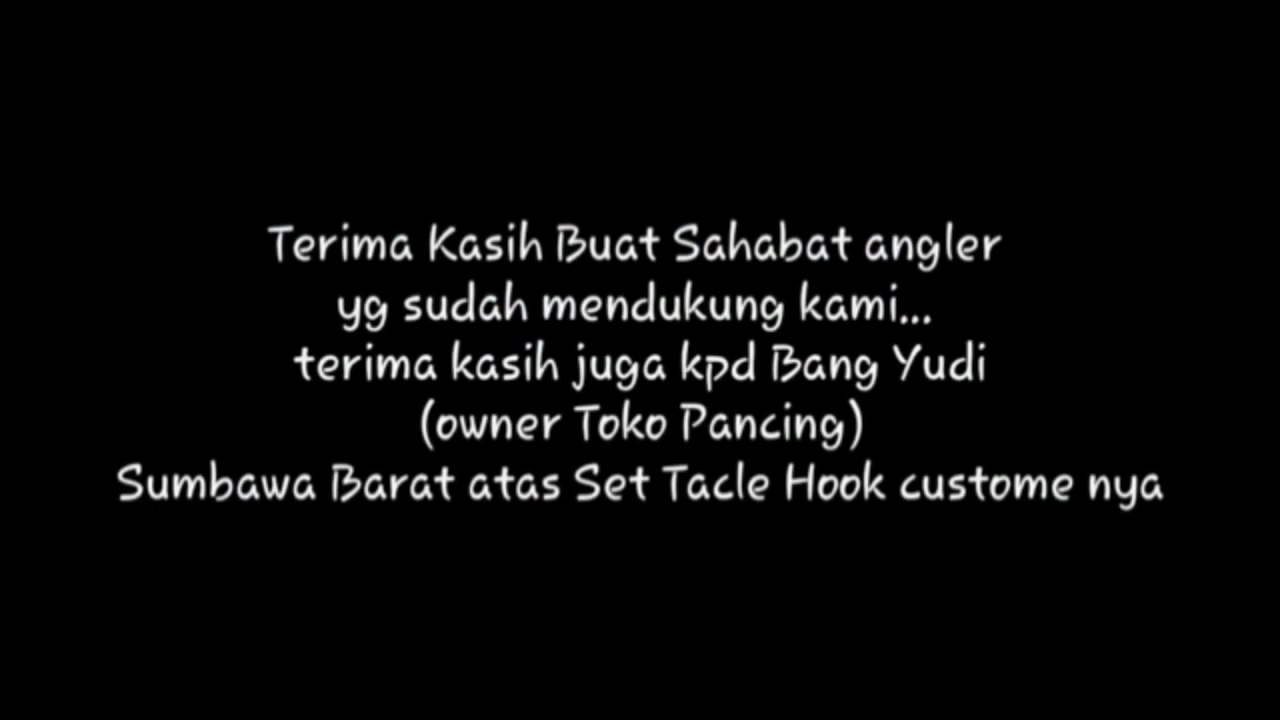 Terima Kasih Buat Sahabat angler
yg sudah mendukung kami...
terima kasih juga kpd Bang Yudi
(owner Toko Pancing)
Sumbawa Barat atas Set Tacle Hook custome nya